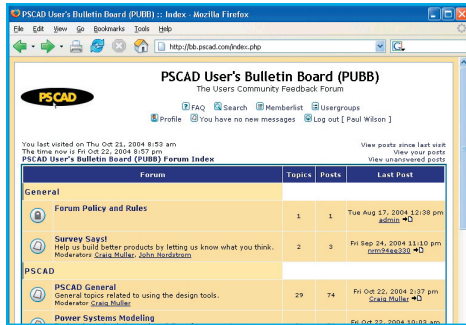 PSCAD User's Bulletin Board (PUBB) :: Index - Mozilla Firefox
File Edit View Go Bookmarks Tools Help
http://bb.pscad.com/index.php
G
PSCAD
PSCAD User's Bulletin Board (PUBB)
The Users Community Feedback Forum
FAQ Search Memberlist Usergroups
Profile You have no new messages Log out [ Paul Wilson ]
You last visited on Thu Oct 21, 2004 8:53 am
The time now is Fri Oct 22, 2004 8:57 pm
PSCAD User's Bulletin Board (PUBB) Forum Index
View posts since last visit
View your posts
View unanswered posts
Forum Topics Posts Last Post
General
Forum Policy and Rules
1 1 Tue Aug 17, 2004 12:38 pm
admin
Survey Says!
Help us build better products by letting us know what you think.
Moderators Craig Muller, John Nordstrom
2 3 Fri Sep 24, 2004 11:10 pm
nrm94ee330
PSCAD
PSCAD General
General topics related to using the design tools.
Moderator Craig Muller
29 74 Fri Oct 22, 2004 2:37 pm
Craig Muller
Power Systems Modeling
Fri Oct 22, 2004 10:03 am